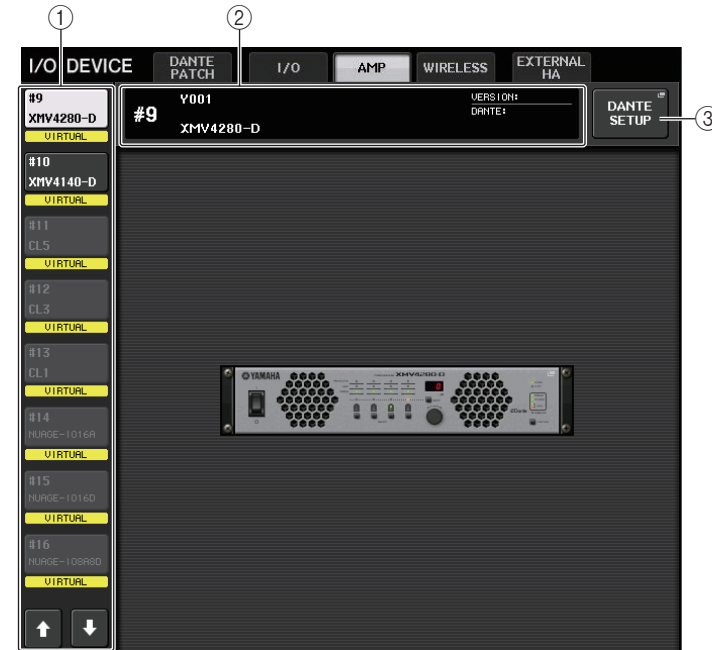 ① ②
I/O DEVICE DANTE PATCH I/O AMP WIRELESS EXTERNAL HA
#9
XMV4280-D
VIRTUAL
#9 Y001
XMV4280-D
VERSION:
DANTE:
DANTE SETUP
③
#10
XMV4140-D
VIRTUAL
#11
CL5
VIRTUAL
#12
CL3
VIRTUAL
#13
CL1
VIRTUAL
#14
NUAGE-IO16A
VIRTUAL
#15
NUAGE-IO16D
VIRTUAL
#16
NUAGE-IO8A8D
VIRTUAL
YAMAHA
XMV4280-D
Dante